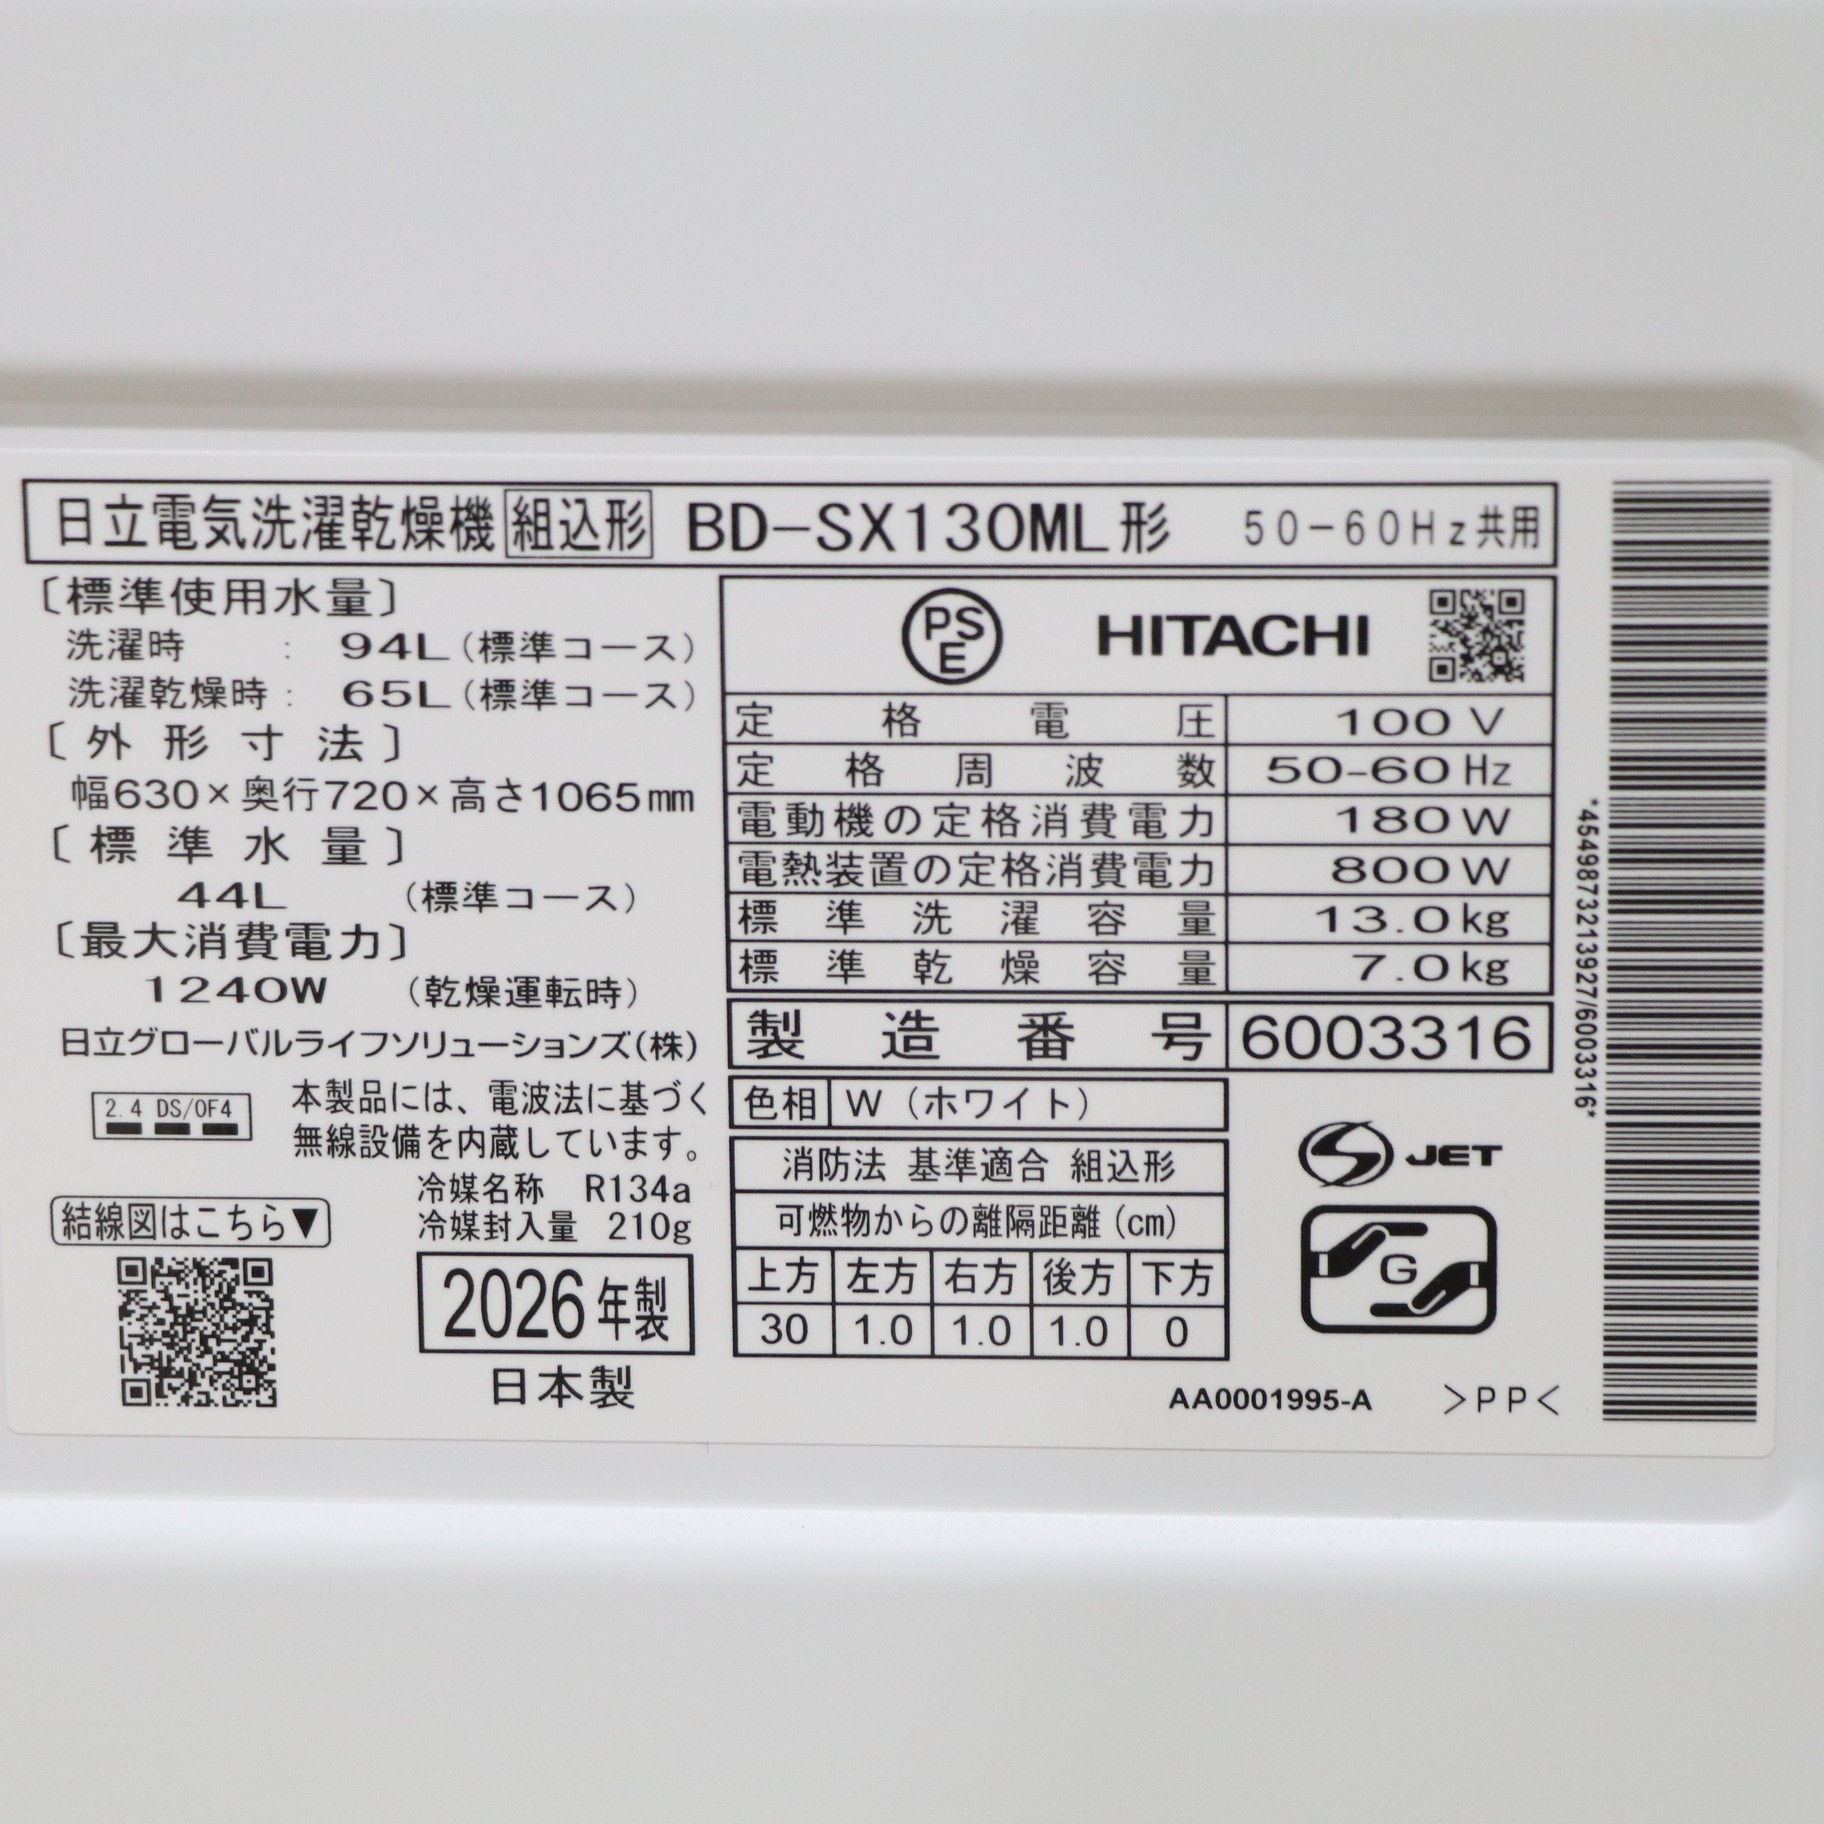 日立電気洗濯乾燥機 組込形 BD-SX130ML形 50-60Hz共用
〔標準使用水量〕
洗濯時 : 94L(標準コース)
洗濯乾燥時: 65L(標準コース)
〔外形寸法〕
幅630×奥行720×高さ1065mm
〔標準水量〕
44L (標準コース)
〔最大消費電力〕
1240W (乾燥運転時)
日立グローバルライフソリューションズ(株)
2.4 DS/OF4
本製品には、電波法に基づく
無線設備を内蔵しています。
冷媒名称 R134a
冷媒封入量 210g
結線図はこちら▼
2026年製
日本製
PSE HITACHI
定格電圧 100V
定格周波数 50-60Hz
電動機の定格消費電力 180W
電熱装置の定格消費電力 800W
標準洗濯容量 13.0kg
標準乾燥容量 7.0kg
製造番号 6003316
色相 W(ホワイト)
消防法 基準適合 組込形
可燃物からの離隔距離(cm)
上方 左方 右方 後方 下方
30 1.0 1.0 1.0 0
S JET
G
AA0001995-A >PP<
*4549873213927/6003316*